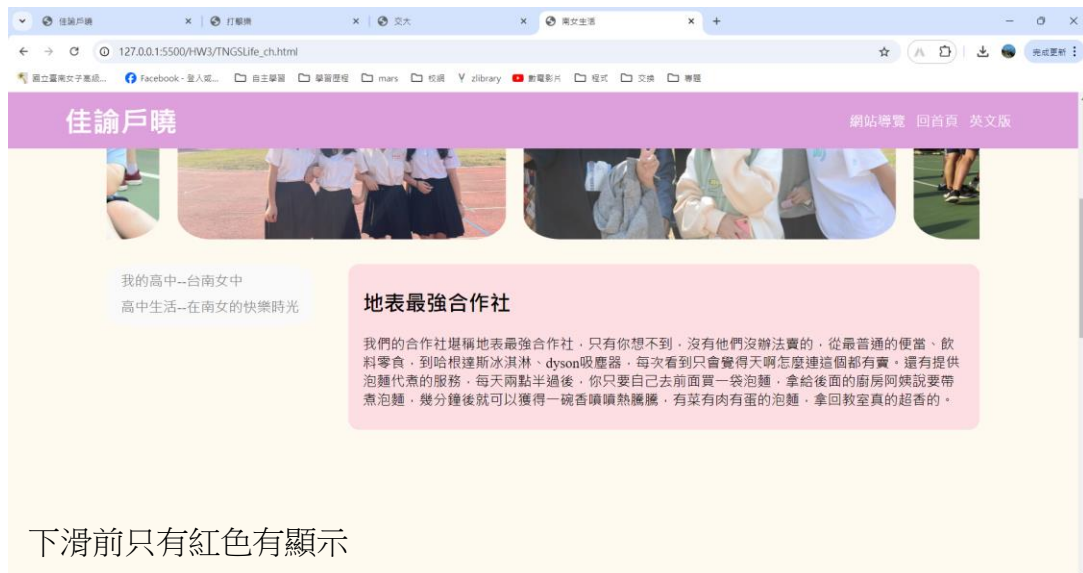 佳諭戶曉
打擊樂
交大
南女生活
127.0.0.1:5500/HW3/TNGSLife_ch.html
完成更新
國立臺南女子高級...
Facebook - 登入或...
自主學習
學習歷程
mars
校網
zlibrary
動電影片
程式
交換
專題
佳諭戶曉
網站導覽 回首頁 英文版
我的高中--台南女中
高中生活--在南女的快樂時光
地表最強合作社
我們的合作社堪稱地表最強合作社，只有你想不到，沒有他們沒辦法賣的，從最普通的便當、飲
料零食，到哈根達斯冰淇淋、dyson吸塵器，每次看到只會覺得天啊怎麼連這個都有賣。還有提供
泡麵代煮的服務，每天兩點半過後，你只要自己去前面買一袋泡麵，拿給後面的廚房阿姨說要帶
煮泡麵，幾分鐘後就可以獲得一碗香噴噴熱騰騰，有菜有肉有蛋的泡麵，拿回教室真的超香的。
下滑前只有紅色有顯示